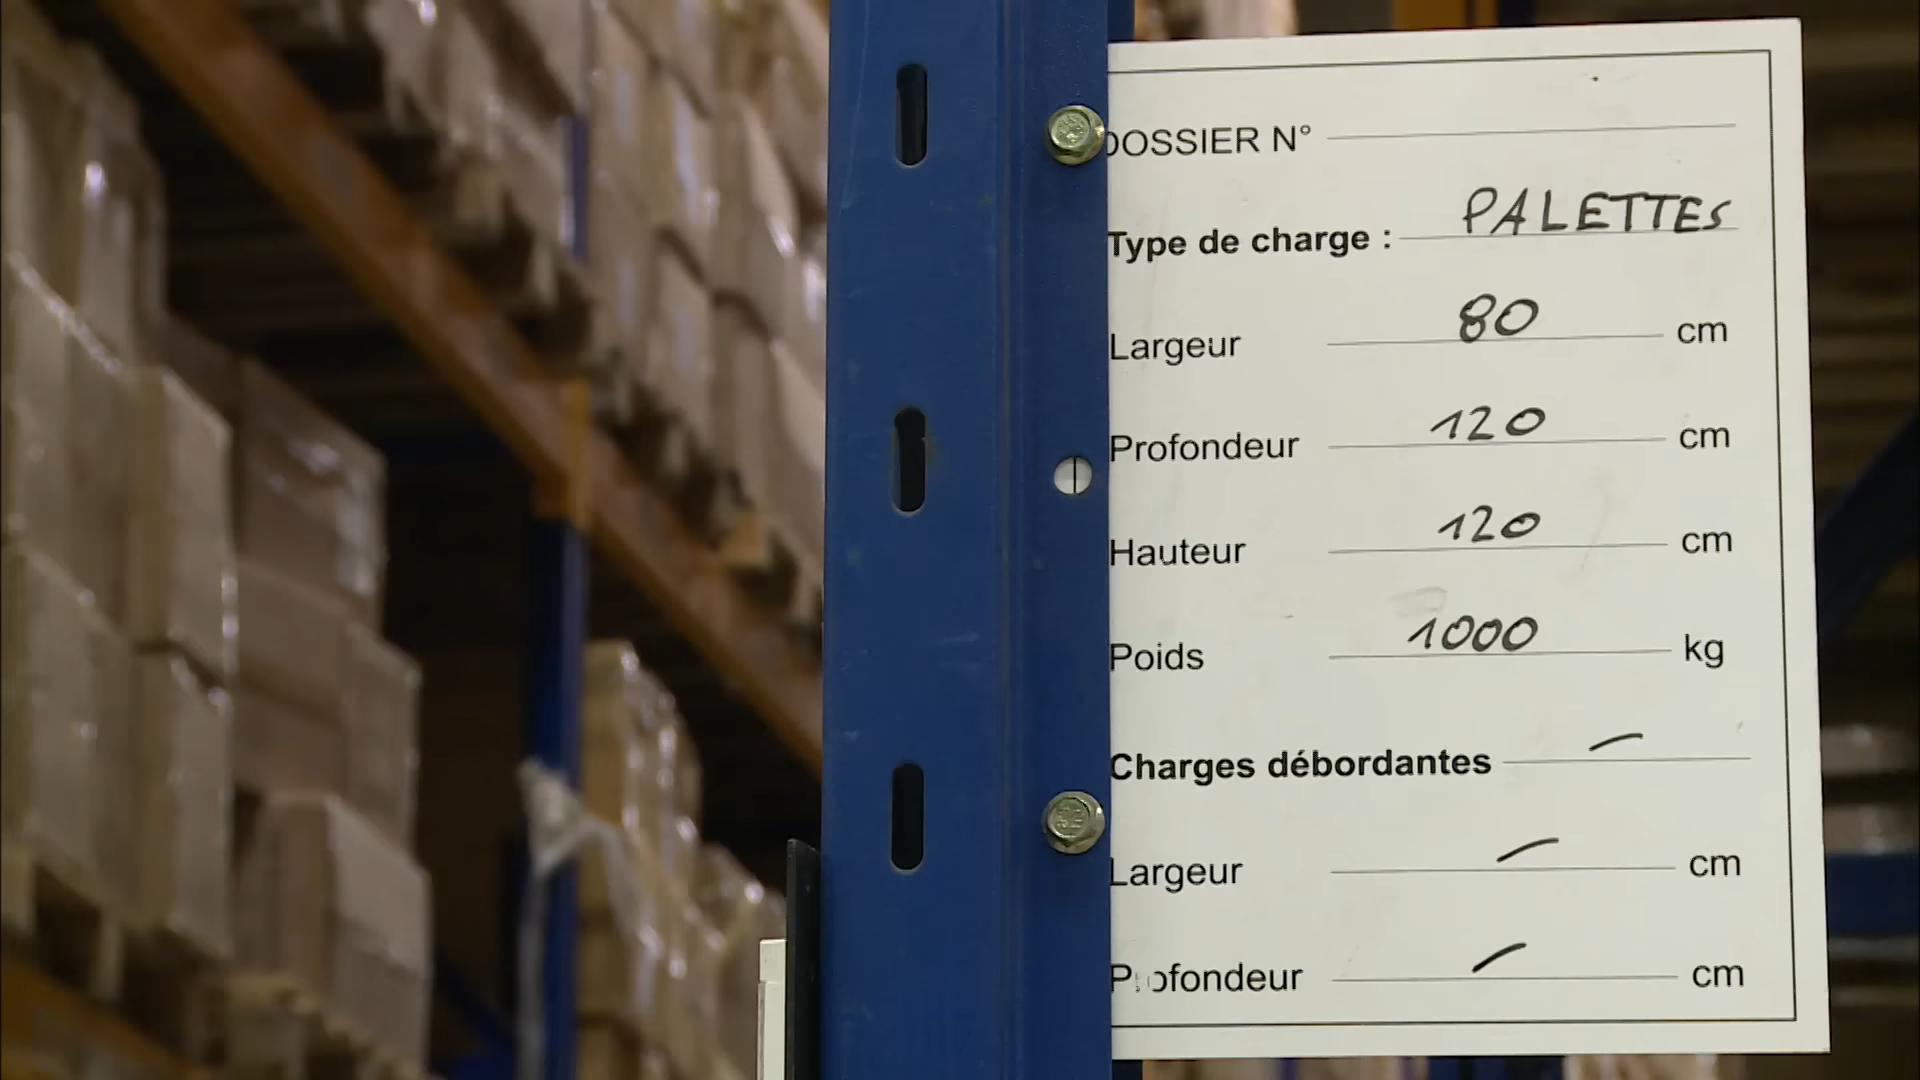 DOSSIER N°
Type de charge : PALETTES
Largeur 80 cm
Profondeur 120 cm
Hauteur 120 cm
Poids 1000 kg
Charges débordantes —
Largeur — cm
Profondeur — cm